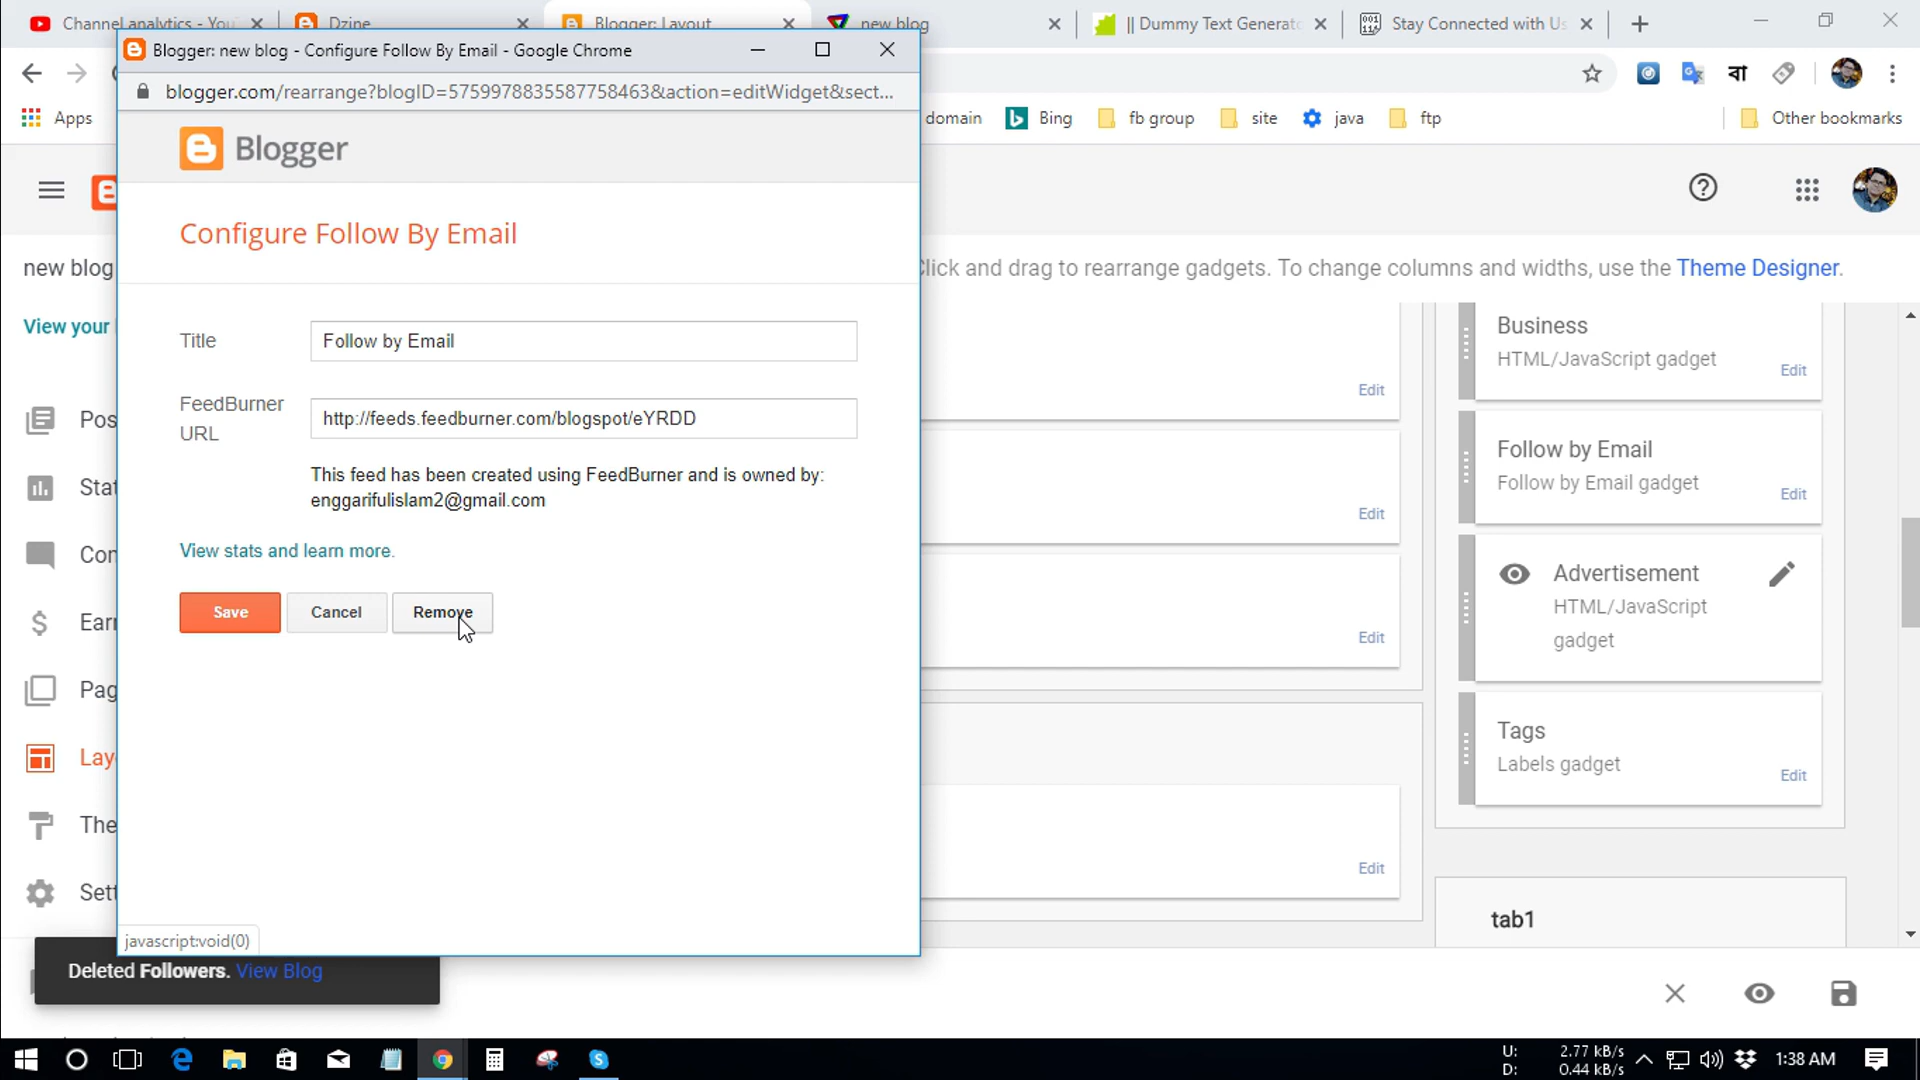 Channel analytics - You
Dzine
Blogger: Layout
new blog
|| Dummy Text Generato
Stay Connected with Us
Blogger: new blog - Configure Follow By Email - Google Chrome
blogger.com/rearrange?blogID=5759978835587758463&action=editWidget&sect...
Apps
domain
Bing
fb group
site
java
ftp
Other bookmarks
Blogger
Configure Follow By Email
new blog
Click and drag to rearrange gadgets. To change columns and widths, use the Theme Designer.
View your
Title
Follow by Email
FeedBurner
URL
http://feeds.feedburner.com/blogspot/eYRDD
This feed has been created using FeedBurner and is owned by:
enggarifulislam2@gmail.com
View stats and learn more.
Save
Cancel
Remove
Pos
Stat
Con
Earr
Pag
Lay
The
Sett
Edit
Edit
Edit
Edit
Business
HTML/JavaScript gadget
Edit
Follow by Email
Follow by Email gadget
Edit
Advertisement
HTML/JavaScript
gadget
Tags
Labels gadget
Edit
tab1
javascript:void(0)
Deleted Followers. View Blog
U: 2.77 kB/s
D: 0.44 kB/s
1:38 AM